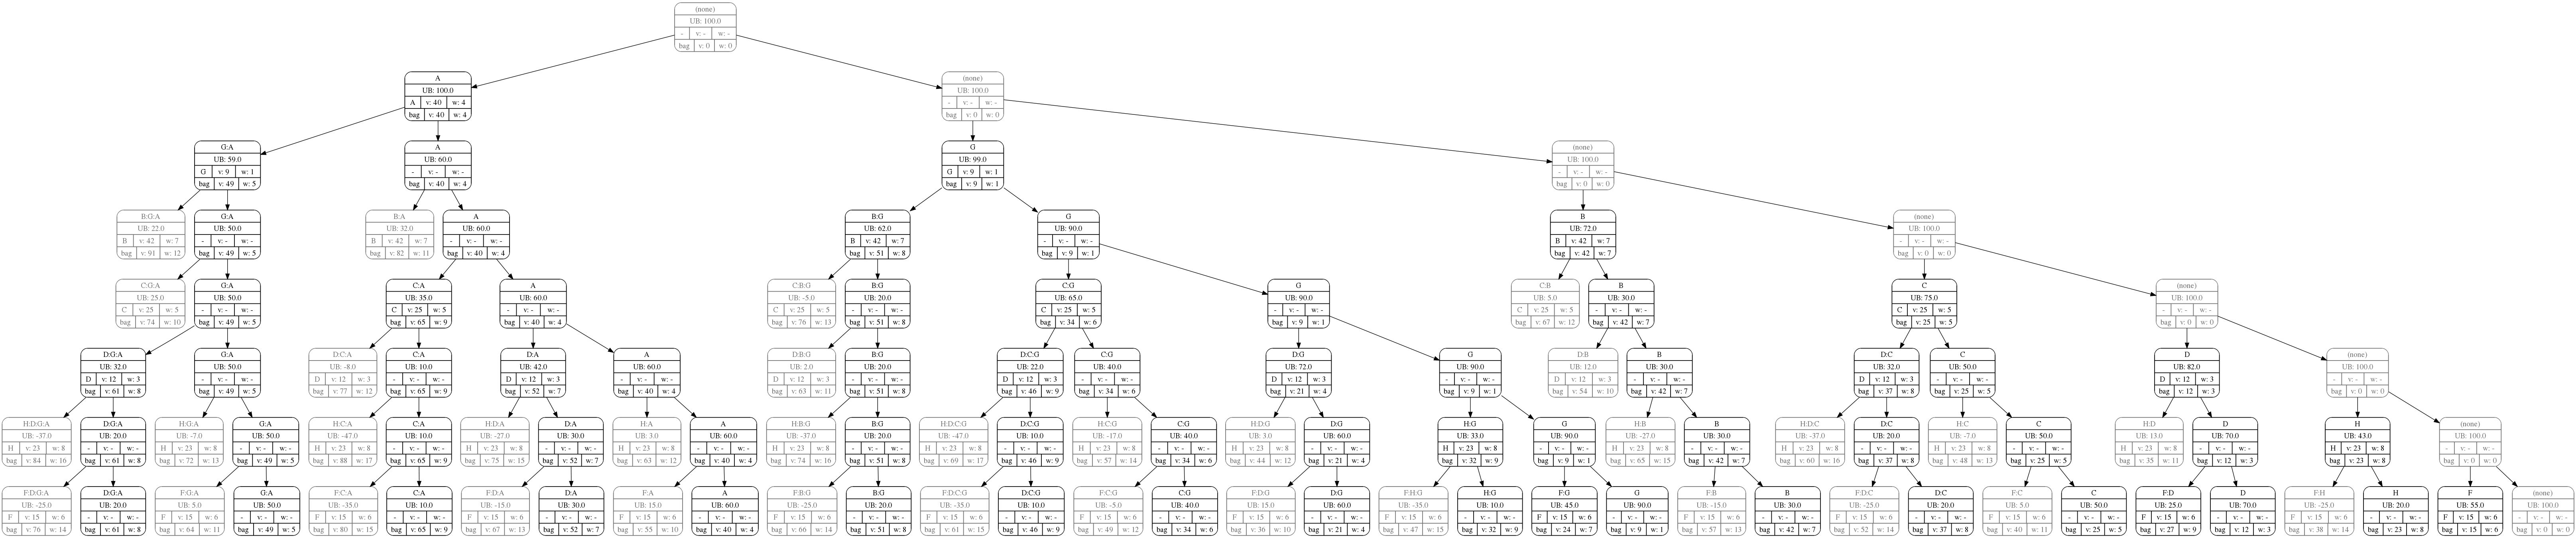 (none)
UB: 100.0
- v: - w: -
bag v: 0 w: 0
A
UB: 100.0
A v: 40 w: 4
bag v: 40 w: 4
(none)
UB: 100.0
- v: - w: -
bag v: 0 w: 0
G:A
UB: 59.0
G v: 9 w: 1
bag v: 49 w: 5
A
UB: 60.0
- v: - w: -
bag v: 40 w: 4
G
UB: 99.0
G v: 9 w: 1
bag v: 9 w: 1
(none)
UB: 100.0
- v: - w: -
bag v: 0 w: 0
B:G:A
UB: 22.0
B v: 42 w: 7
bag v: 91 w: 12
G:A
UB: 50.0
- v: - w: -
bag v: 49 w: 5
B:A
UB: 32.0
B v: 42 w: 7
bag v: 82 w: 11
A
UB: 60.0
- v: - w: -
bag v: 40 w: 4
B:G
UB: 62.0
B v: 42 w: 7
bag v: 51 w: 8
G
UB: 90.0
- v: - w: -
bag v: 9 w: 1
B
UB: 72.0
B v: 42 w: 7
bag v: 42 w: 7
(none)
UB: 100.0
- v: - w: -
bag v: 0 w: 0
C:G:A
UB: 25.0
C v: 25 w: 5
bag v: 74 w: 10
G:A
UB: 50.0
- v: - w: -
bag v: 49 w: 5
C:A
UB: 35.0
C v: 25 w: 5
bag v: 65 w: 9
A
UB: 60.0
- v: - w: -
bag v: 40 w: 4
C:B:G
UB: -5.0
C v: 25 w: 5
bag v: 76 w: 13
B:G
UB: 20.0
- v: - w: -
bag v: 51 w: 8
C:G
UB: 65.0
C v: 25 w: 5
bag v: 34 w: 6
G
UB: 90.0
- v: - w: -
bag v: 9 w: 1
C:B
UB: 5.0
C v: 25 w: 5
bag v: 67 w: 12
B
UB: 30.0
- v: - w: -
bag v: 42 w: 7
C
UB: 75.0
C v: 25 w: 5
bag v: 25 w: 5
(none)
UB: 100.0
- v: - w: -
bag v: 0 w: 0
D:G:A
UB: 32.0
D v: 12 w: 3
bag v: 61 w: 8
G:A
UB: 50.0
- v: - w: -
bag v: 49 w: 5
D:C:A
UB: -8.0
D v: 12 w: 3
bag v: 77 w: 12
C:A
UB: 10.0
- v: - w: -
bag v: 65 w: 9
D:A
UB: 42.0
D v: 12 w: 3
bag v: 52 w: 7
A
UB: 60.0
- v: - w: -
bag v: 40 w: 4
D:B:G
UB: 2.0
D v: 12 w: 3
bag v: 63 w: 11
B:G
UB: 20.0
- v: - w: -
bag v: 51 w: 8
D:C:G
UB: 22.0
D v: 12 w: 3
bag v: 46 w: 9
C:G
UB: 40.0
- v: - w: -
bag v: 34 w: 6
D:G
UB: 72.0
D v: 12 w: 3
bag v: 21 w: 4
G
UB: 90.0
- v: - w: -
bag v: 9 w: 1
D:B
UB: 12.0
D v: 12 w: 3
bag v: 54 w: 10
B
UB: 30.0
- v: - w: -
bag v: 42 w: 7
D:C
UB: 32.0
D v: 12 w: 3
bag v: 37 w: 8
C
UB: 50.0
- v: - w: -
bag v: 25 w: 5
D
UB: 82.0
D v: 12 w: 3
bag v: 12 w: 3
(none)
UB: 100.0
- v: - w: -
bag v: 0 w: 0
H:D:G:A
UB: -37.0
H v: 23 w: 8
bag v: 84 w: 16
D:G:A
UB: 20.0
- v: - w: -
bag v: 61 w: 8
H:G:A
UB: -7.0
H v: 23 w: 8
bag v: 72 w: 13
G:A
UB: 50.0
- v: - w: -
bag v: 49 w: 5
H:C:A
UB: -47.0
H v: 23 w: 8
bag v: 88 w: 17
C:A
UB: 10.0
- v: - w: -
bag v: 65 w: 9
H:D:A
UB: -27.0
H v: 23 w: 8
bag v: 75 w: 15
D:A
UB: 30.0
- v: - w: -
bag v: 52 w: 7
H:A
UB: 3.0
H v: 23 w: 8
bag v: 63 w: 12
A
UB: 60.0
- v: - w: -
bag v: 40 w: 4
H:B:G
UB: -37.0
H v: 23 w: 8
bag v: 74 w: 16
B:G
UB: 20.0
- v: - w: -
bag v: 51 w: 8
H:D:C:G
UB: -47.0
H v: 23 w: 8
bag v: 69 w: 17
D:C:G
UB: 10.0
- v: - w: -
bag v: 46 w: 9
H:C:G
UB: -17.0
H v: 23 w: 8
bag v: 57 w: 14
C:G
UB: 40.0
- v: - w: -
bag v: 34 w: 6
H:D:G
UB: 3.0
H v: 23 w: 8
bag v: 44 w: 12
D:G
UB: 60.0
- v: - w: -
bag v: 21 w: 4
H:G
UB: 33.0
H v: 23 w: 8
bag v: 32 w: 9
G
UB: 90.0
- v: - w: -
bag v: 9 w: 1
H:B
UB: -27.0
H v: 23 w: 8
bag v: 65 w: 15
B
UB: 30.0
- v: - w: -
bag v: 42 w: 7
H:D:C
UB: -37.0
H v: 23 w: 8
bag v: 60 w: 16
D:C
UB: 20.0
- v: - w: -
bag v: 37 w: 8
H:C
UB: -7.0
H v: 23 w: 8
bag v: 48 w: 13
C
UB: 50.0
- v: - w: -
bag v: 25 w: 5
H:D
UB: 13.0
H v: 23 w: 8
bag v: 35 w: 11
D
UB: 70.0
- v: - w: -
bag v: 12 w: 3
H
UB: 43.0
H v: 23 w: 8
bag v: 23 w: 8
(none)
UB: 100.0
- v: - w: -
bag v: 0 w: 0
F:D:G:A
UB: -25.0
F v: 15 w: 6
bag v: 76 w: 14
D:G:A
UB: 20.0
- v: - w: -
bag v: 61 w: 8
F:G:A
UB: 5.0
F v: 15 w: 6
bag v: 64 w: 11
G:A
UB: 50.0
- v: - w: -
bag v: 49 w: 5
F:C:A
UB: -35.0
F v: 15 w: 6
bag v: 80 w: 15
C:A
UB: 10.0
- v: - w: -
bag v: 65 w: 9
F:D:A
UB: -15.0
F v: 15 w: 6
bag v: 67 w: 13
D:A
UB: 30.0
- v: - w: -
bag v: 52 w: 7
F:A
UB: 15.0
F v: 15 w: 6
bag v: 55 w: 10
A
UB: 60.0
- v: - w: -
bag v: 40 w: 4
F:B:G
UB: -25.0
F v: 15 w: 6
bag v: 66 w: 14
B:G
UB: 20.0
- v: - w: -
bag v: 51 w: 8
F:D:C:G
UB: -35.0
F v: 15 w: 6
bag v: 61 w: 15
D:C:G
UB: 10.0
- v: - w: -
bag v: 46 w: 9
F:C:G
UB: -5.0
F v: 15 w: 6
bag v: 49 w: 12
C:G
UB: 40.0
- v: - w: -
bag v: 34 w: 6
F:D:G
UB: 15.0
F v: 15 w: 6
bag v: 36 w: 10
D:G
UB: 60.0
- v: - w: -
bag v: 21 w: 4
F:H:G
UB: -35.0
F v: 15 w: 6
bag v: 47 w: 15
H:G
UB: 10.0
- v: - w: -
bag v: 32 w: 9
F:G
UB: 45.0
F v: 15 w: 6
bag v: 24 w: 7
G
UB: 90.0
- v: - w: -
bag v: 9 w: 1
F:B
UB: -15.0
F v: 15 w: 6
bag v: 57 w: 13
B
UB: 30.0
- v: - w: -
bag v: 42 w: 7
F:D:C
UB: -25.0
F v: 15 w: 6
bag v: 52 w: 14
D:C
UB: 20.0
- v: - w: -
bag v: 37 w: 8
F:C
UB: 5.0
F v: 15 w: 6
bag v: 40 w: 11
C
UB: 50.0
- v: - w: -
bag v: 25 w: 5
F:D
UB: 25.0
F v: 15 w: 6
bag v: 27 w: 9
D
UB: 70.0
- v: - w: -
bag v: 12 w: 3
F:H
UB: -25.0
F v: 15 w: 6
bag v: 38 w: 14
H
UB: 20.0
- v: - w: -
bag v: 23 w: 8
F
UB: 55.0
F v: 15 w: 6
bag v: 15 w: 6
(none)
UB: 100.0
- v: - w: -
bag v: 0 w: 0